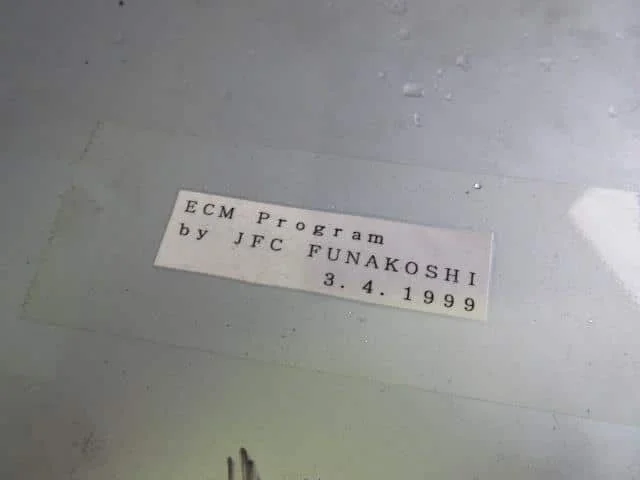 ECM Program
by JFC FUNAKOSHI
3.4.1999